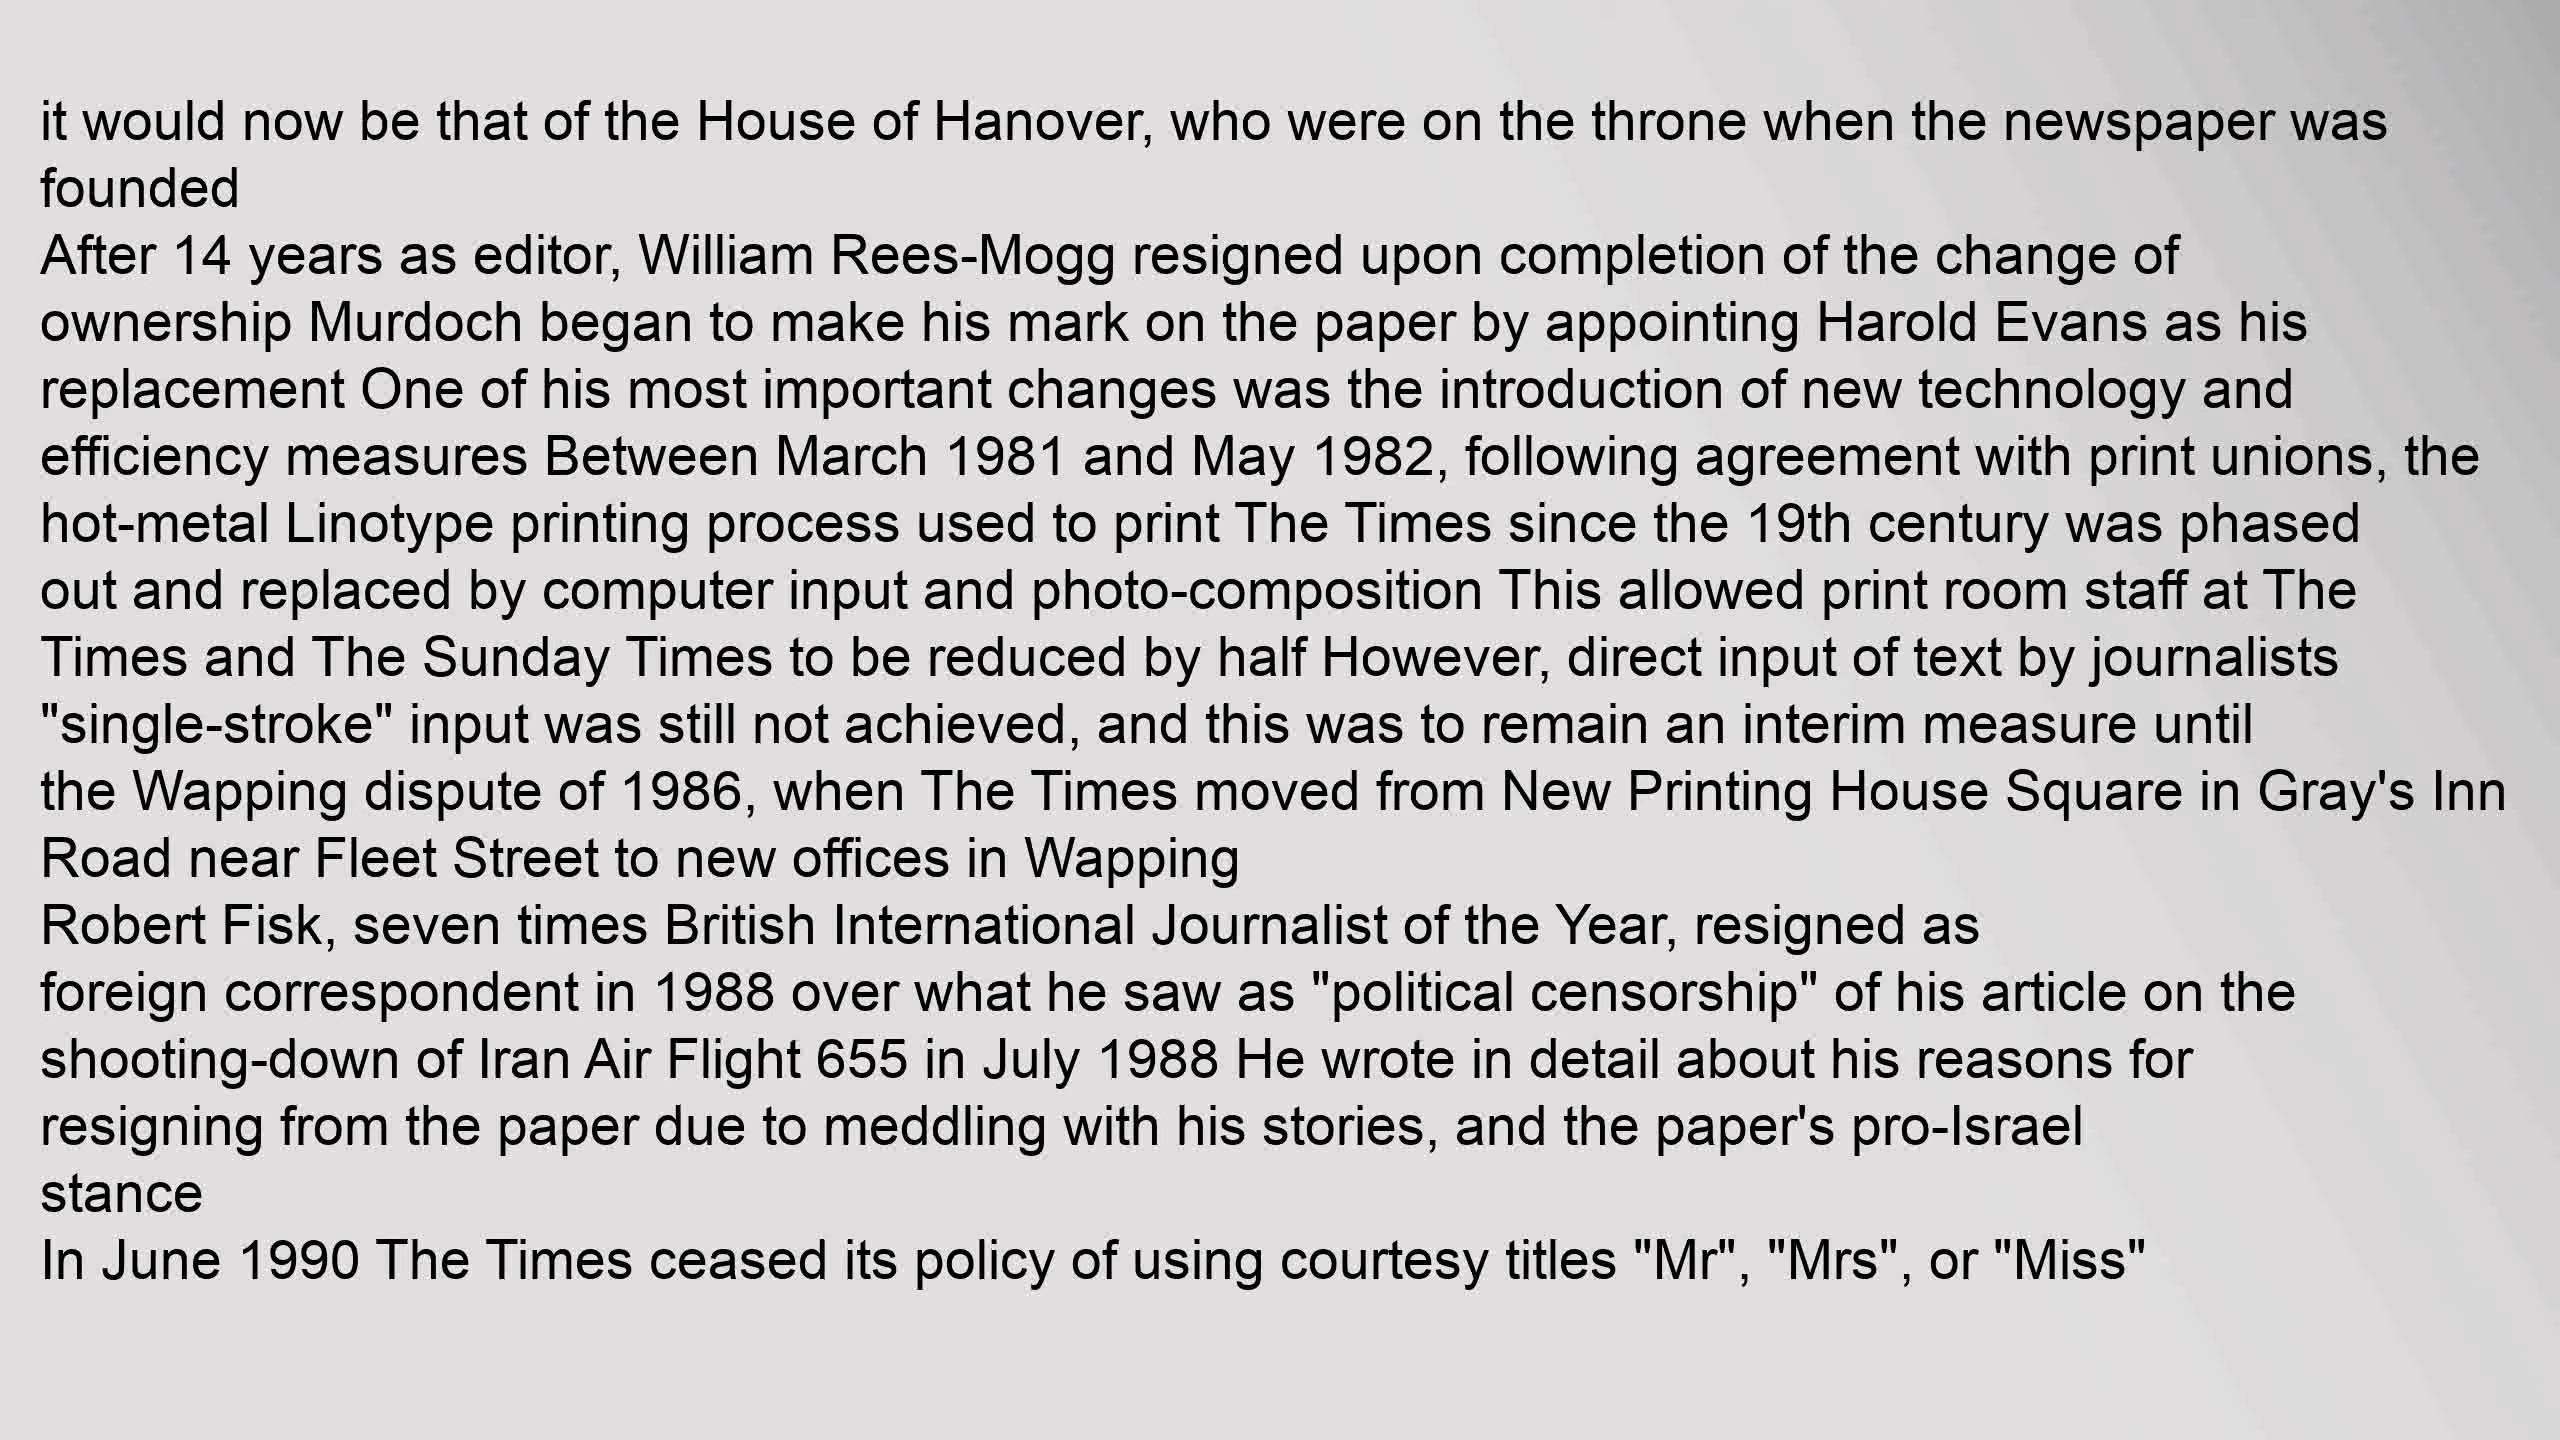 it would now be that of the House of Hanover, who were on the throne when the newspaper was
founded
After 14 years as editor, William Rees-Mogg resigned upon completion of the change of
ownership Murdoch began to make his mark on the paper by appointing Harold Evans as his
replacement One of his most important changes was the introduction of new technology and
efficiency measures Between March 1981 and May 1982, following agreement with print unions, the
hot-metal Linotype printing process used to print The Times since the 19th century was phased
out and replaced by computer input and photo-composition This allowed print room staff at The
Times and The Sunday Times to be reduced by half However, direct input of text by journalists
"single-stroke" input was still not achieved, and this was to remain an interim measure until
the Wapping dispute of 1986, when The Times moved from New Printing House Square in Gray's Inn
Road near Fleet Street to new offices in Wapping
Robert Fisk, seven times British International Journalist of the Year, resigned as
foreign correspondent in 1988 over what he saw as "political censorship" of his article on the
shooting-down of Iran Air Flight 655 in July 1988 He wrote in detail about his reasons for
resigning from the paper due to meddling with his stories, and the paper's pro-Israel
stance
In June 1990 The Times ceased its policy of using courtesy titles "Mr", "Mrs", or "Miss"